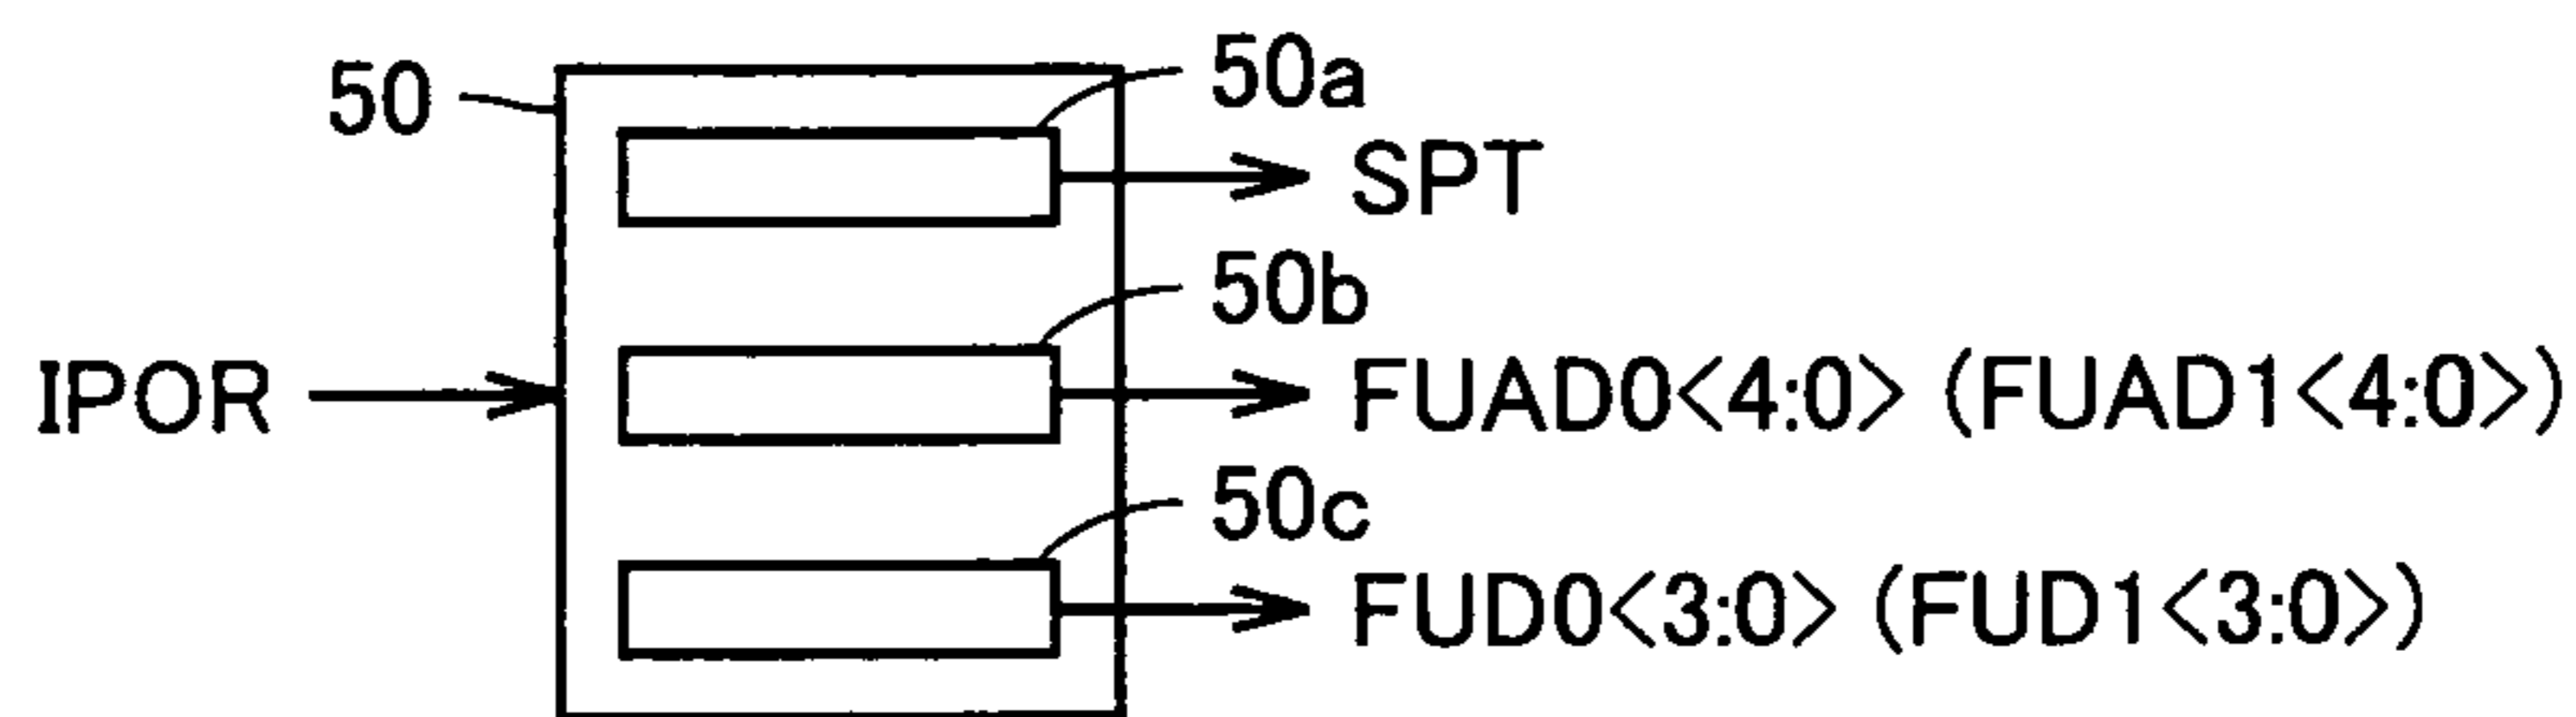 50
50a
SPT
50b
IPOR
FUAD0<4:0> (FUAD1<4:0>)
50c
FUD0<3:0> (FUD1<3:0>)